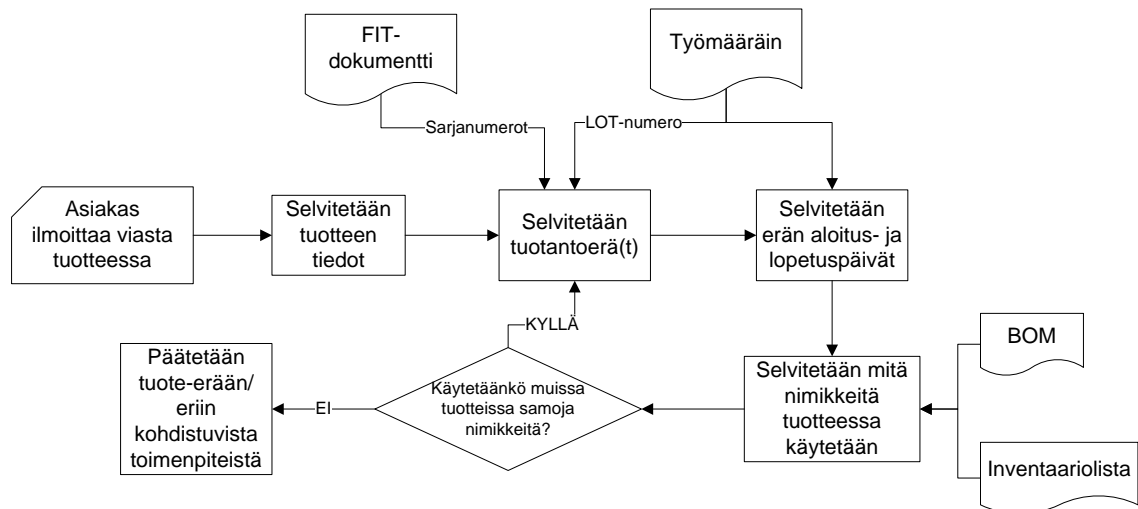 FIT-
dokumentti
Työmääräin
Sarjanumerot
LOT-numero
Asiakas
ilmoittaa viasta
tuotteessa
Selvitetään
tuotteen
tiedot
Selvitetään
tuotantoerä(t)
Selvitetään
erän aloitus- ja
lopetuspäivät
KYLLÄ
Päätetään
tuote-erään/
eriin
kohdistuvista
toimenpiteistä
EI
Käytetäänkö muissa
tuotteissa samoja
nimikkeitä?
Selvitetään mitä
nimikkeitä
tuotteessa
käytetään
BOM
Inventaariolista